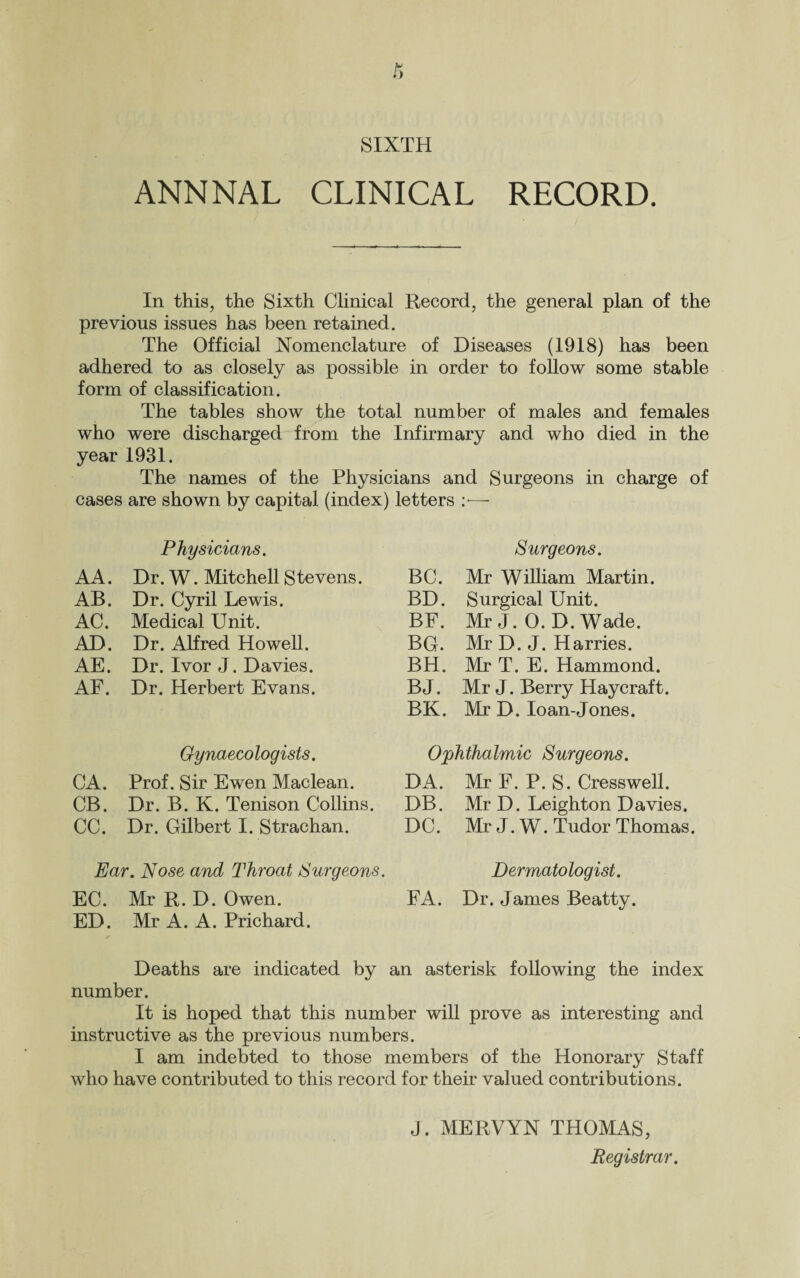 5
SIXTH
ANNNAL CLINICAL RECORD.
In this, the Sixth Clinical Record, the general plan of the
previous issues has been retained.
The Official Nomenclature of Diseases (1918) has been
adhered to as closely as possible in order to follow some stable
form of classification.
The tables show the total number of males and females
who were discharged from the Infirmary and who died in the
year 1931.
The names of the Physicians and Surgeons in charge of
cases are shown by capital (index) letters :—
Physicians.
AA. Dr. W. Mitchell Stevens.
AB. Dr. Cyril Lewis.
AC. Medical Unit.
AD. Dr. Alfred Howell.
AE. Dr. Ivor J. Davies.
AF. Dr. Herbert Evans.
Surgeons.
BC. Mr William Martin.
BD. Surgical Unit.
BF. Mr J. O. D. Wade.
BG. Mr D. J. Harries.
BH. Mr T. E. Hammond.
BJ. Mr J. Berry Haycraft.
BK. Mr D. Ioan-Jones.
Gynaecologists.
CA. Prof. Sir Ewen Maclean.
CB. Dr. B. K. Tenison Collins.
CC. Dr. Gilbert I. Strachan.
Ophthalmic Surgeons.
DA. Mr F. P. S. Cresswell.
DB. Mr D. Leighton Davies.
DC. Mr J. W. Tudor Thomas.
Ear. Nose and Throat Surgeons.
EC. Mr R. D. Owen.
ED. Mr A. A. Prichard.
Dermatologist.
FA. Dr. James Beatty.
Deaths are indicated by an asterisk following the index
number.
It is hoped that this number will prove as interesting and
instructive as the previous numbers.
I am indebted to those members of the Honorary Staff
who have contributed to this record for their valued contributions.
J. MERVYN THOMAS,
Registrar.